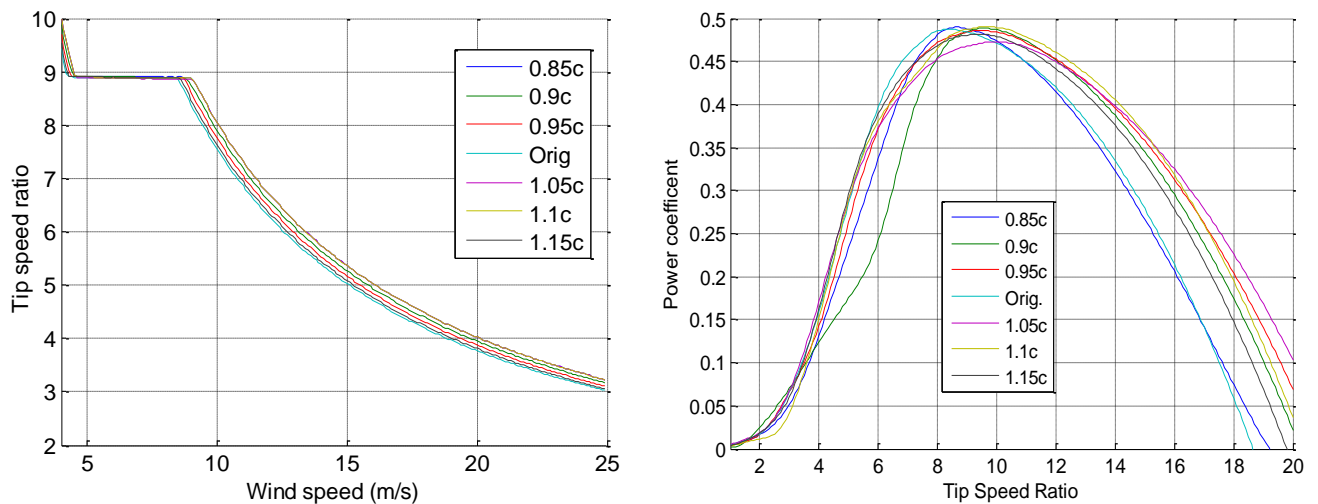 10
9
8
7
6
5
4
3
2
5
10
15
20
25
Tip speed ratio
Wind speed (m/s)
0.85c
0.9c
0.95c
Orig
1.05c
1.1c
1.15c
0.5
0.45
0.4
0.35
0.3
0.25
0.2
0.15
0.1
0.05
0
2
4
6
8
10
12
14
16
18
20
Power coefficent
Tip Speed Ratio
0.85c
0.9c
0.95c
Orig.
1.05c
1.1c
1.15c